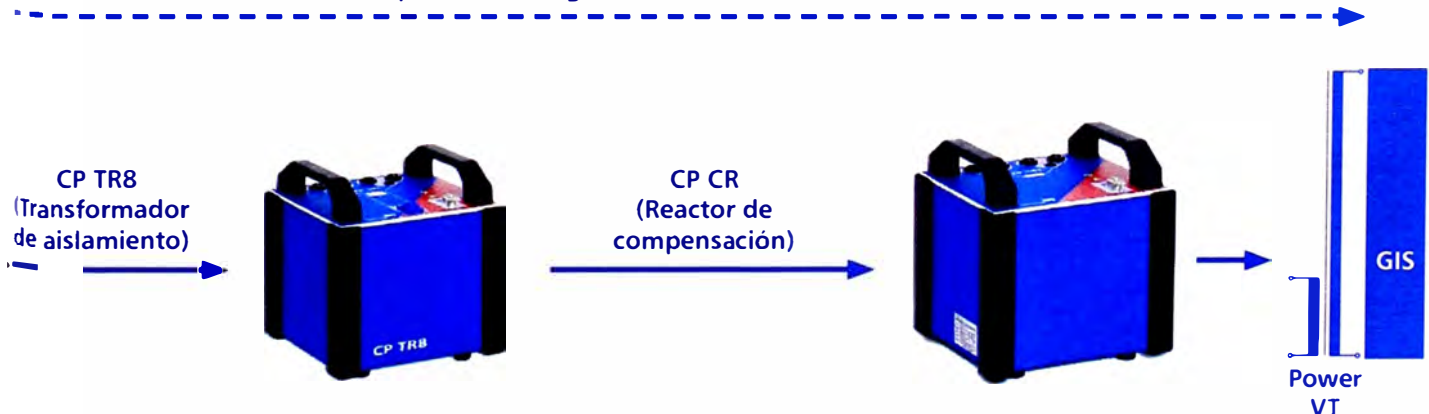 CP TR8
(Transformador
de aislamiento)
CP TR8
CP CR
(Reactor de
compensación)
GIS
Power
VT